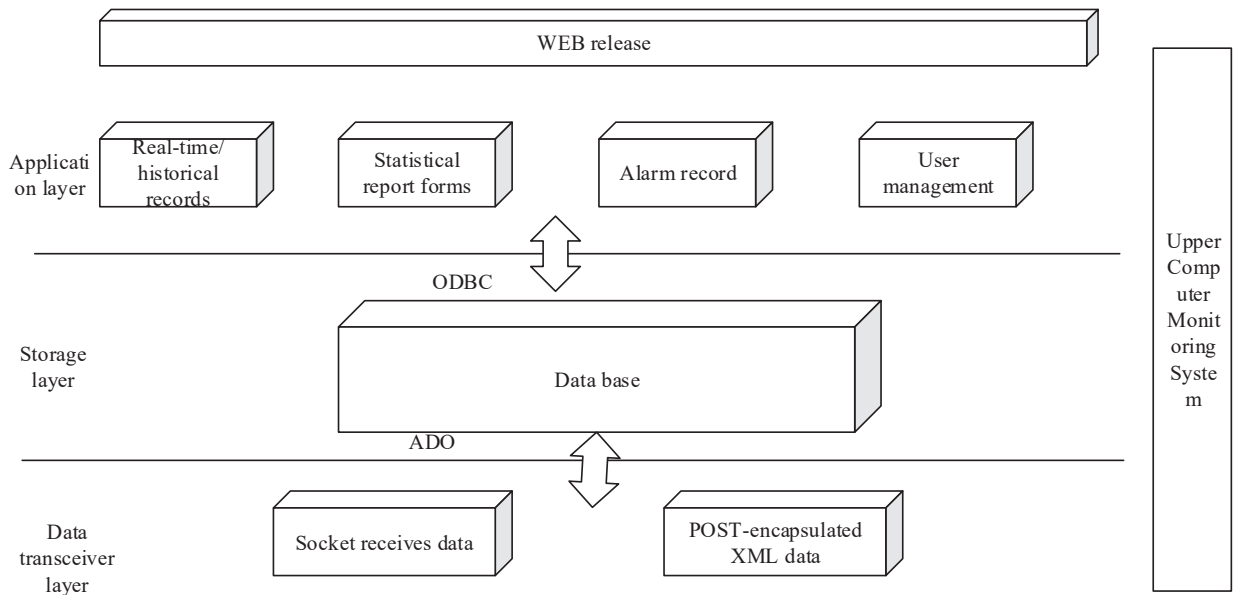 WEB release
Applicati
on layer
Real-time/
historical
records
Statistical
report forms
Alarm record
User
management
ODBC
Storage
layer
Data base
ADO
Data
transceiver
layer
Socket receives data
POST-encapsulated
XML data
Upper
Comp
uter
Monit
oring
Syste
m